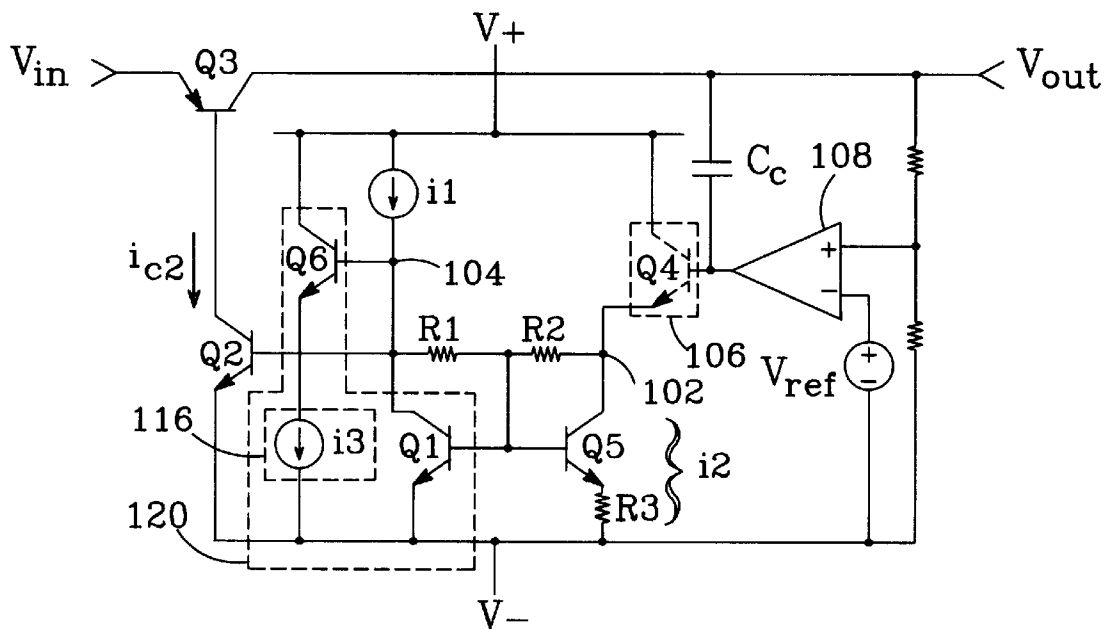 V+
Vin
Q3
Vout
108
Cc
i1
+
ic2
Q6
104
Q4
−
R1
R2
106
Q2
102
Vref
+
−
116
i3
Q1
Q5
i2
R3
120
V−